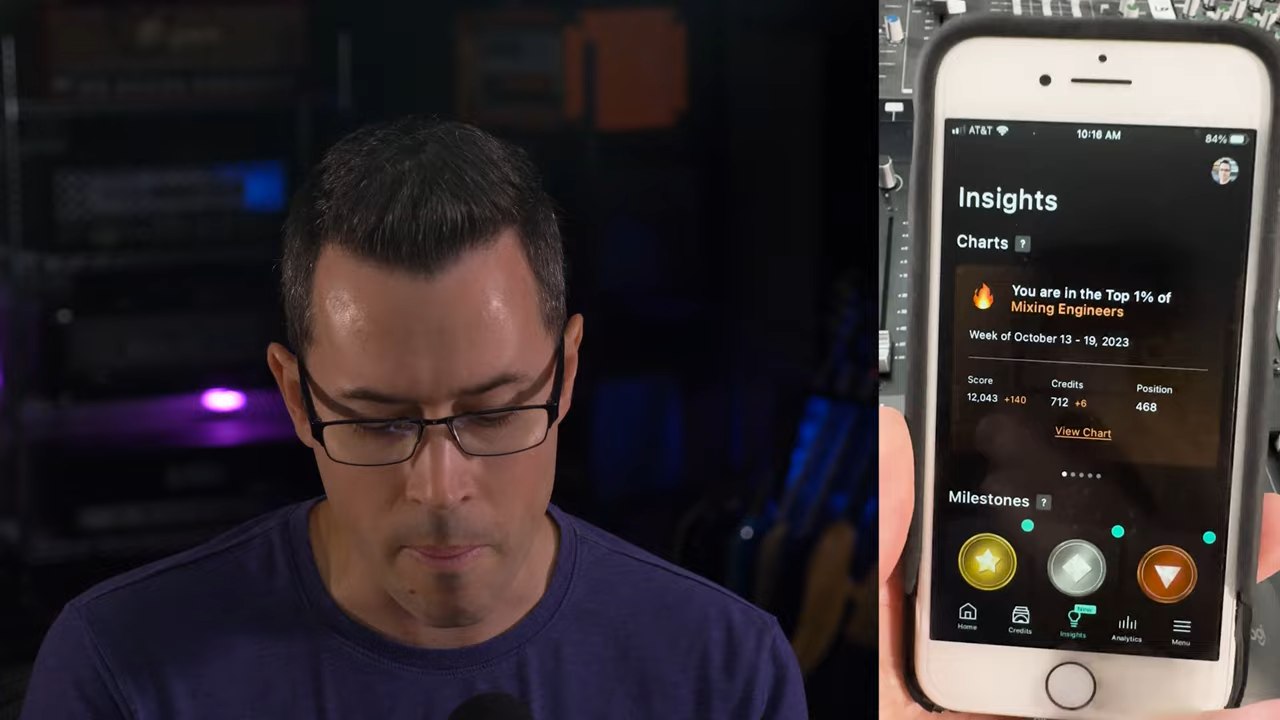 AT&T 10:16 AM 84%
Insights
Charts ?
You are in the Top 1% of
Mixing Engineers
Week of October 13 - 19, 2023
Score Credits Position
12,043 +140 712 +6 468
View Chart
Milestones ?
New
Home Credits Insights Analytics Menu